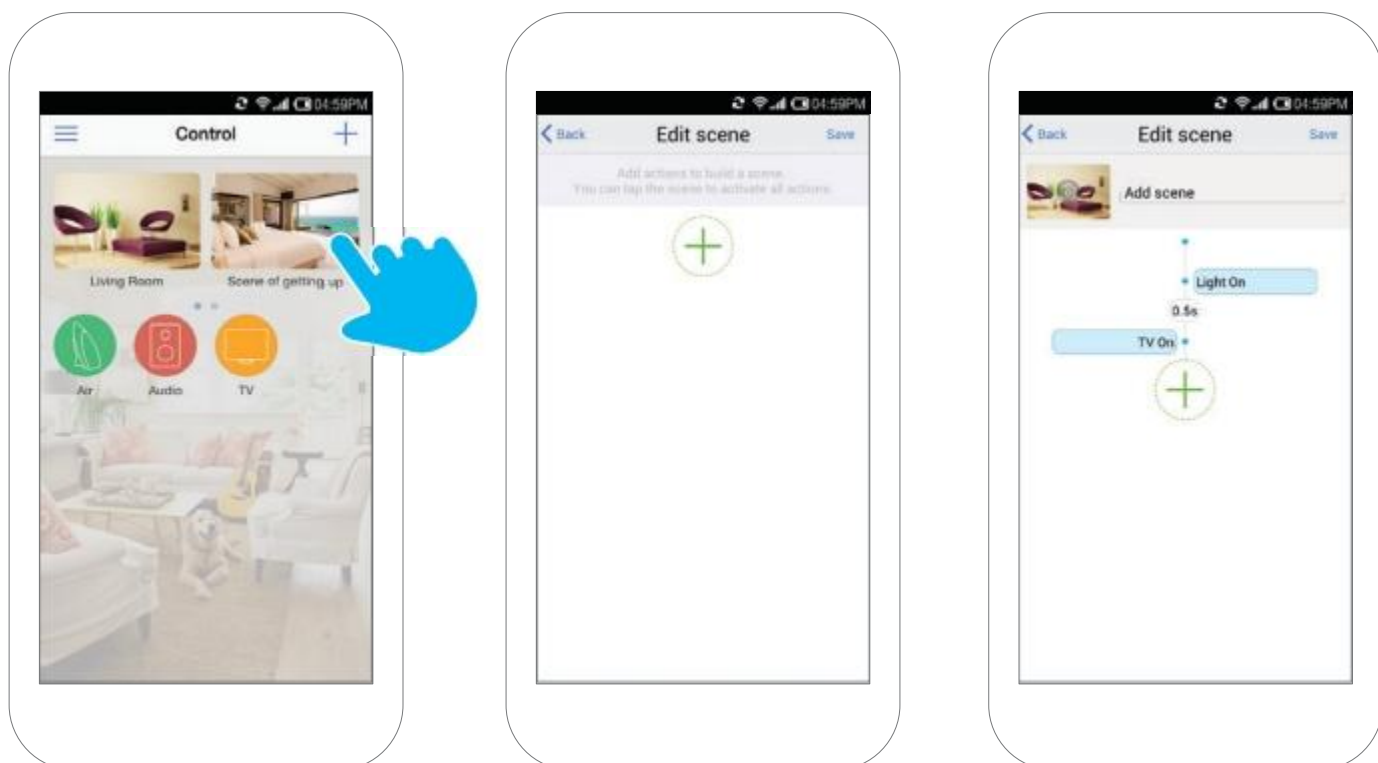 04:59PM
Control
Living Room
Scene of getting up
Air
Audio
TV
04:59PM
Back
Edit scene
Save
Add actions to build a scene.
You can tap the scene to activate all actions.
04:59PM
Back
Edit scene
Save
Add scene
Light On
0.5s
TV On